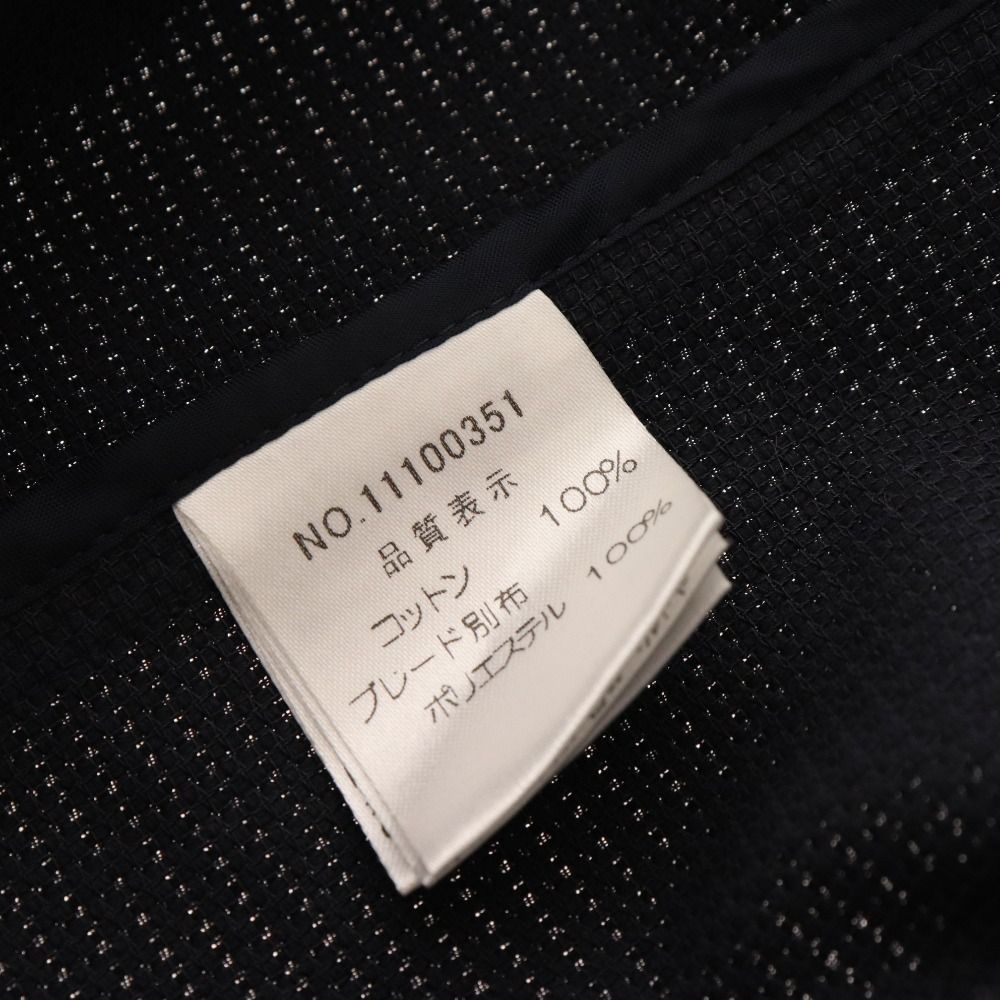 NO.11100351
品質表示
コットン 100%
ブレード別布
ポリエステル 100%